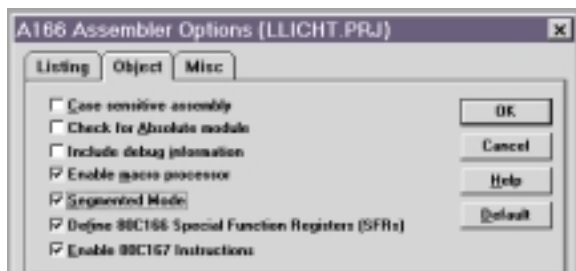 A166 Assembler Options (LLICHT.PRJ)
Listing Object Misc
Case sensitive assembly
Check for Absolute module
Include debug information
Enable macro processor
Segmented Mode
Define 80C166 Special Function Registers (SFRs)
Enable 80C167 Instructions
OK
Cancel
Help
Default